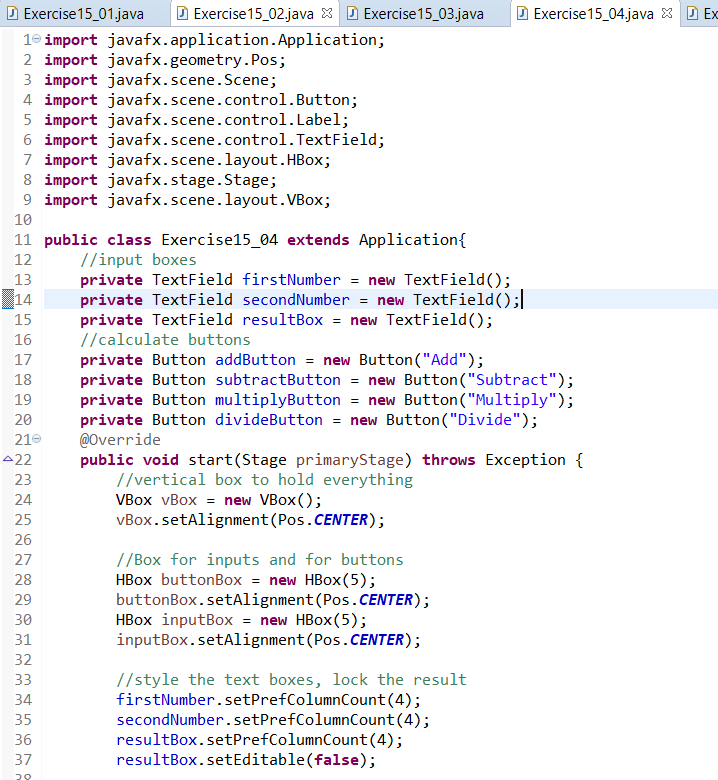 Exercise15_01.java Exercise15_02.java Exercise15_03.java Exercise15_04.java Ex
1 import javafx.application.Application;
2 import javafx.geometry.Pos;
3 import javafx.scene.Scene;
4 import javafx.scene.control.Button;
5 import javafx.scene.control.Label;
6 import javafx.scene.control.TextField;
7 import javafx.scene.layout.HBox;
8 import javafx.stage.Stage;
9 import javafx.scene.layout.VBox;
10
11 public class Exercise15_04 extends Application{
12     //input boxes
13     private TextField firstNumber = new TextField();
14     private TextField secondNumber = new TextField();
15     private TextField resultBox = new TextField();
16     //calculate buttons
17     private Button addButton = new Button("Add");
18     private Button subtractButton = new Button("Subtract");
19     private Button multiplyButton = new Button("Multiply");
20     private Button divideButton = new Button("Divide");
21     @Override
22     public void start(Stage primaryStage) throws Exception {
23         //vertical box to hold everything
24         VBox vBox = new VBox();
25         vBox.setAlignment(Pos.CENTER);
26
27         //Box for inputs and for buttons
28         HBox buttonBox = new HBox(5);
29         buttonBox.setAlignment(Pos.CENTER);
30         HBox inputBox = new HBox(5);
31         inputBox.setAlignment(Pos.CENTER);
32
33         //style the text boxes, lock the result
34         firstNumber.setPrefColumnCount(4);
35         secondNumber.setPrefColumnCount(4);
36         resultBox.setPrefColumnCount(4);
37         resultBox.setEditable(false);
38